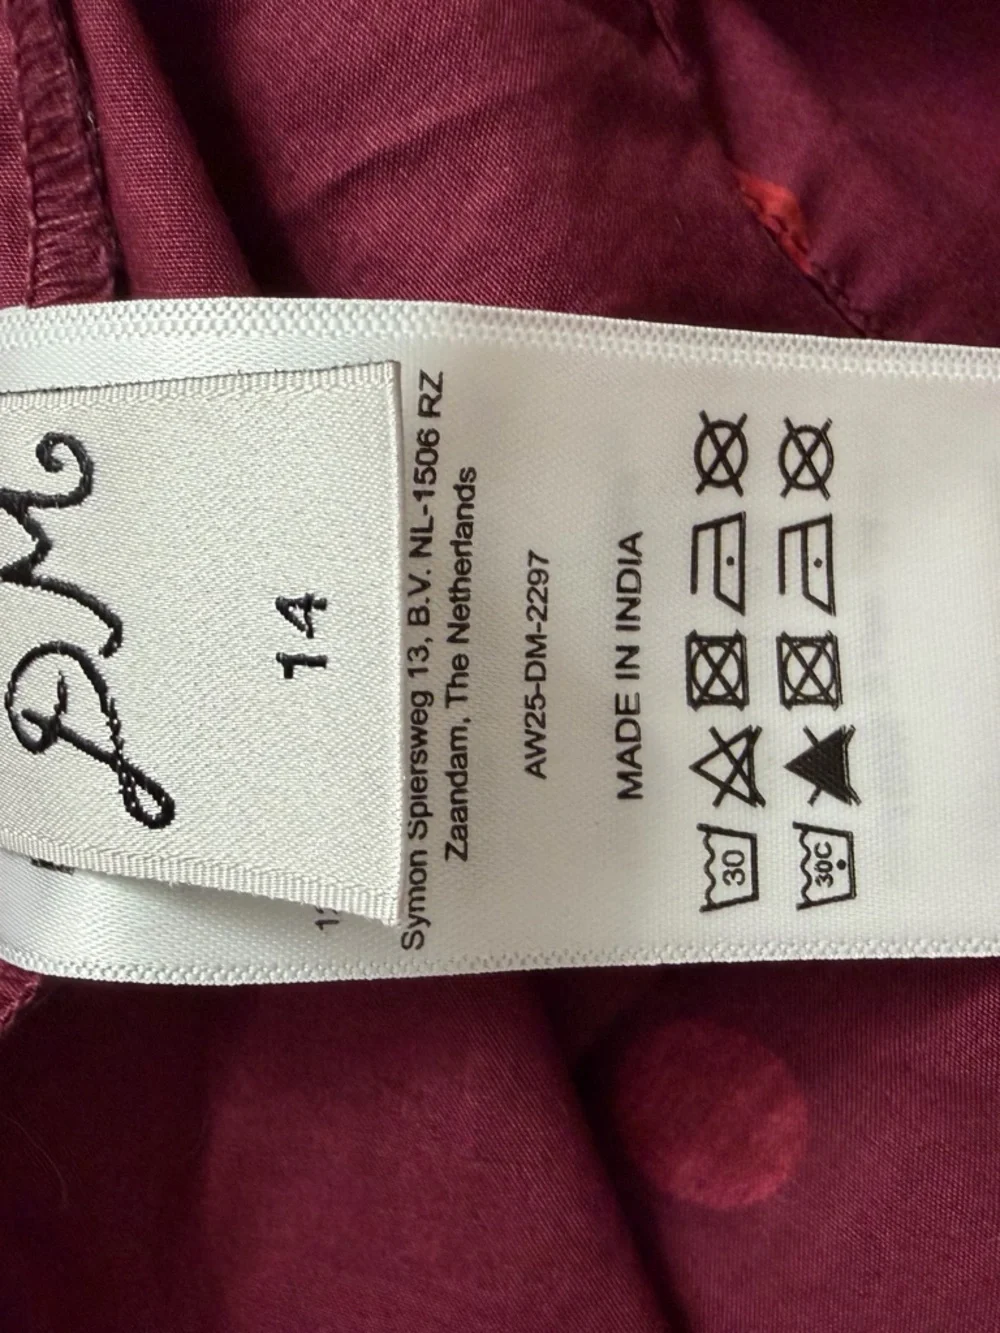 DM
14
Symon Spiersweg 13, B.V. NL-1506 RZ
Zaandam, The Netherlands
AW25-DM-2297
MADE IN INDIA
30
30C